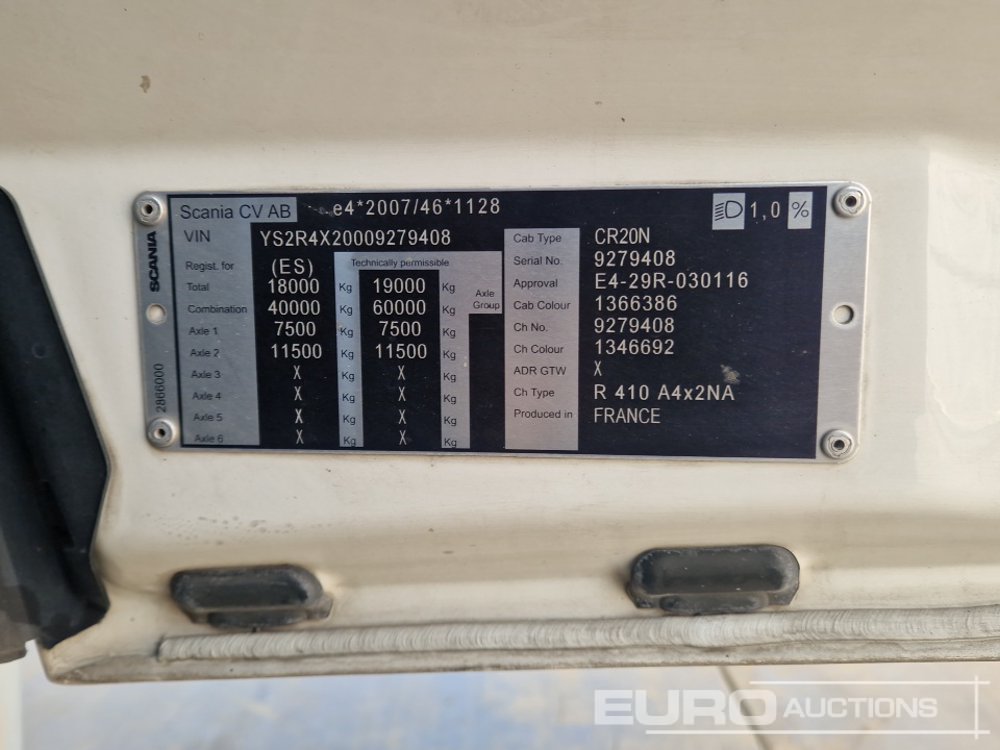 Scania CV AB e4*2007/46*1128 1,0 %
VIN YS2R4X20009279408
Regist. for (ES) Technically permissible
Total 18000 Kg 19000 Kg Axle Group
Combination 40000 Kg 60000 Kg
Axle 1 7500 Kg 7500 Kg
Axle 2 11500 Kg 11500 Kg
Axle 3 X Kg X Kg
Axle 4 X Kg X Kg
Axle 5 X Kg X Kg
Axle 6 X Kg X Kg
Cab Type CR20N
Serial No. 9279408
Approval E4-29R-030116
Cab Colour 1366386
Ch No. 9279408
Ch Colour 1346692
ADR GTW X
Ch Type R 410 A4x2NA
Produced in FRANCE
SCANIA
2866000
EURO AUCTIONS